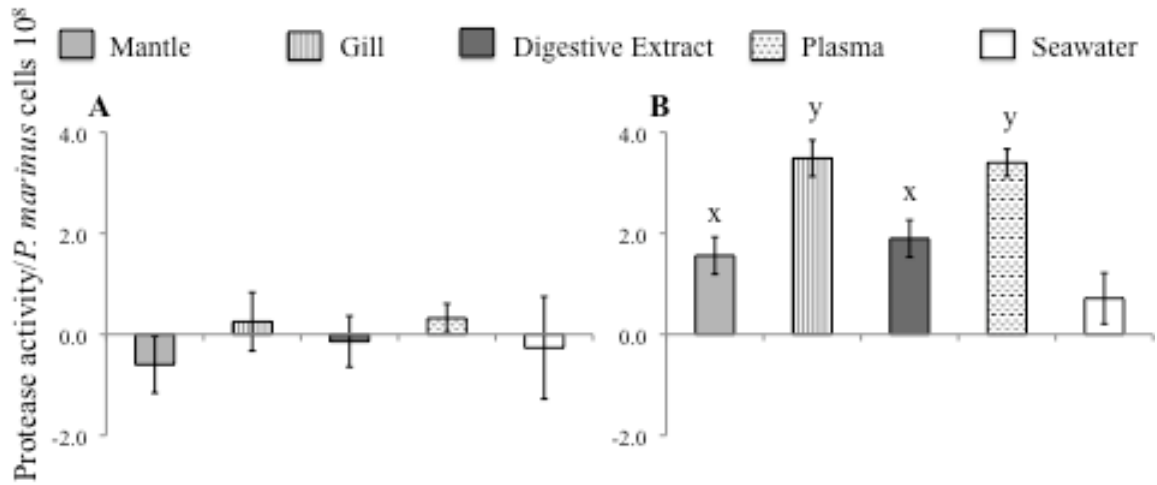 Protease activity/P. marinus cells 10⁸
Mantle Gill Digestive Extract Plasma Seawater
A B
y y
x x
4.0 4.0
2.0 2.0
0.0 0.0
-2.0 -2.0